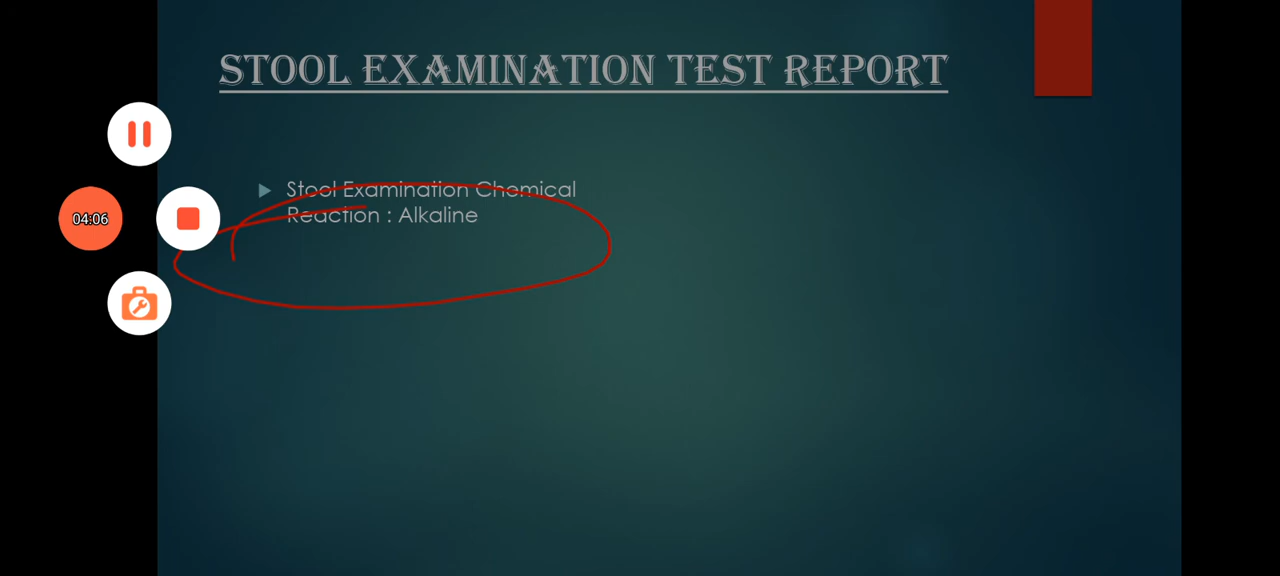 STOOL EXAMINATION TEST REPORT
Stool Examination Chemical
Reaction : Alkaline
04:06